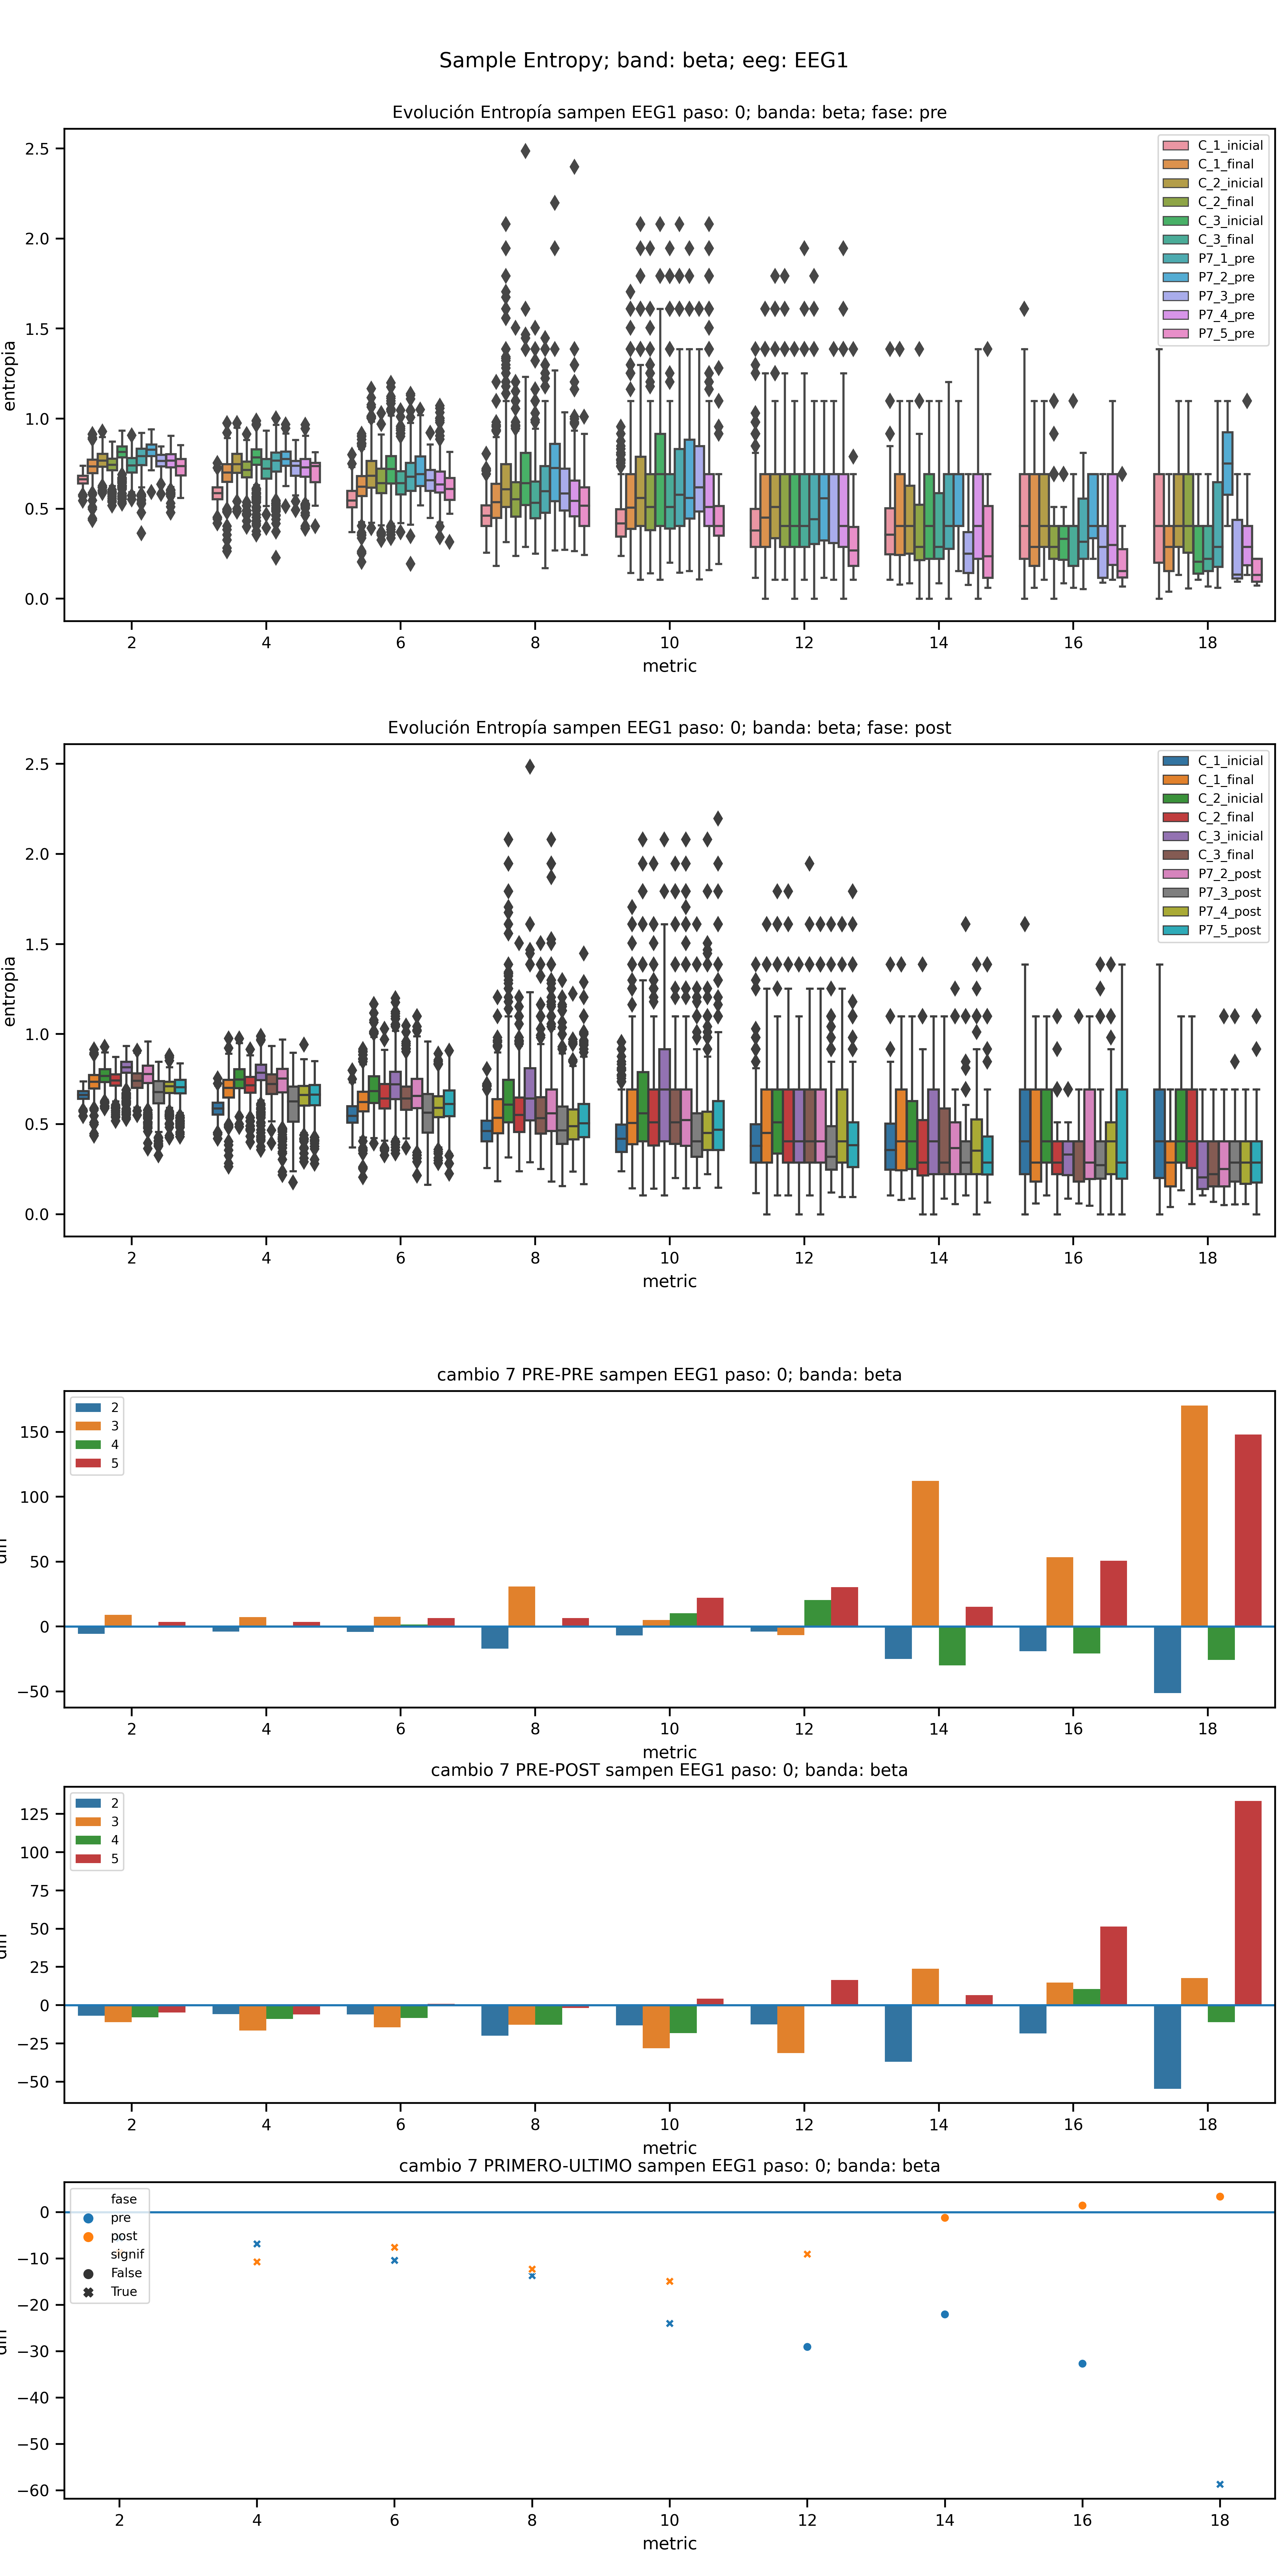 Sample Entropy; band: beta; eeg: EEG1
Evolución Entropía sampen EEG1 paso: 0; banda: beta; fase: pre
entropia
2.5
2.0
1.5
1.0
0.5
0.0
C_1_inicial
C_1_final
C_2_inicial
C_2_final
C_3_inicial
C_3_final
P7_1_pre
P7_2_pre
P7_3_pre
P7_4_pre
P7_5_pre
2 4 6 8 10 12 14 16 18
metric
Evolución Entropía sampen EEG1 paso: 0; banda: beta; fase: post
entropia
2.5
2.0
1.5
1.0
0.5
0.0
C_1_inicial
C_1_final
C_2_inicial
C_2_final
C_3_inicial
C_3_final
P7_2_post
P7_3_post
P7_4_post
P7_5_post
2 4 6 8 10 12 14 16 18
metric
cambio 7 PRE-PRE sampen EEG1 paso: 0; banda: beta
150
100
50
0
−50
2
3
4
5
2 4 6 8 10 12 14 16 18
metric
cambio 7 PRE-POST sampen EEG1 paso: 0; banda: beta
125
100
75
50
25
0
−25
−50
2
3
4
5
2 4 6 8 10 12 14 16 18
metric
cambio 7 PRIMERO-ULTIMO sampen EEG1 paso: 0; banda: beta
0
−10
−20
−30
−40
−50
−60
fase
pre
post
signif
False
True
2 4 6 8 10 12 14 16 18
metric